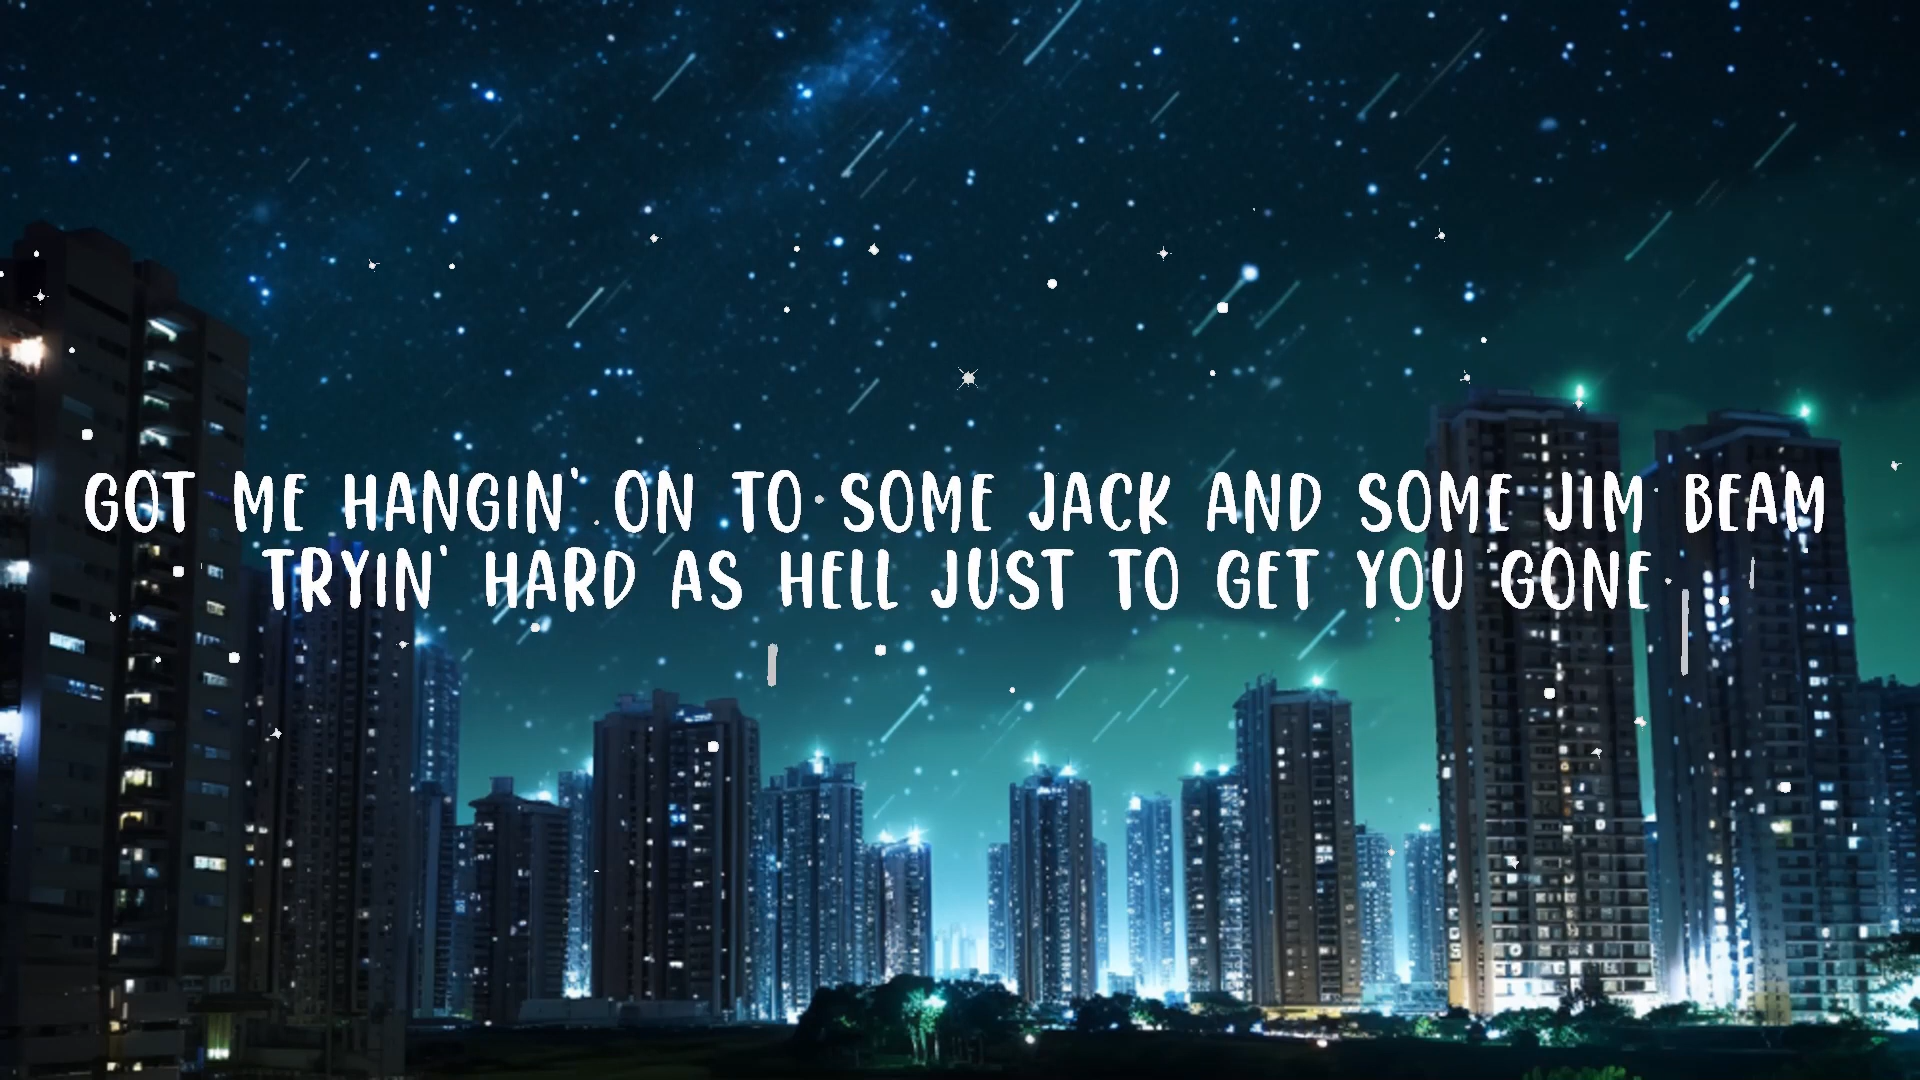 GOT ME HANGIN' ON TO SOME JACK AND SOME JIM BEAM
TRYIN' HARD AS HELL JUST TO GET YOU GONE